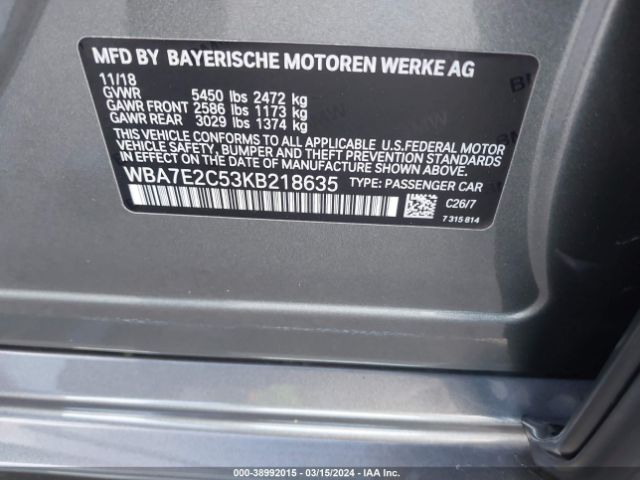 MFD BY BAYERISCHE MOTOREN WERKE AG
11/18
GVWR 5450 lbs 2472 kg
GAWR FRONT 2586 lbs 1173 kg
GAWR REAR 3029 lbs 1374 kg
THIS VEHICLE CONFORMS TO ALL APPLICABLE U.S.FEDERAL MOTOR
VEHICLE SAFETY, BUMPER AND THEFT PREVENTION
STANDARDS IN EFFECT ON THE DATE OF MANUFACTURE SHOWN ABOVE.
WBA7E2C53KB218635 TYPE: PASSENGER CAR
C26/7
7 315 814
000-38992015 - 03/15/2024 - IAA Inc.